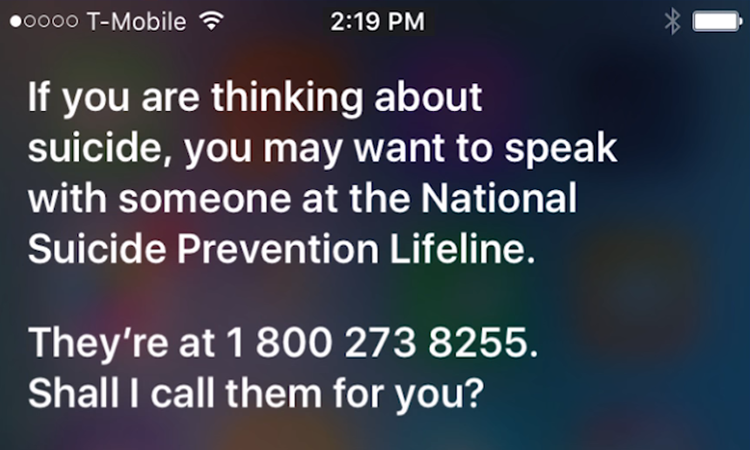 T-Mobile 2:19 PM
If you are thinking about
suicide, you may want to speak
with someone at the National
Suicide Prevention Lifeline.
They’re at 1 800 273 8255.
Shall I call them for you?